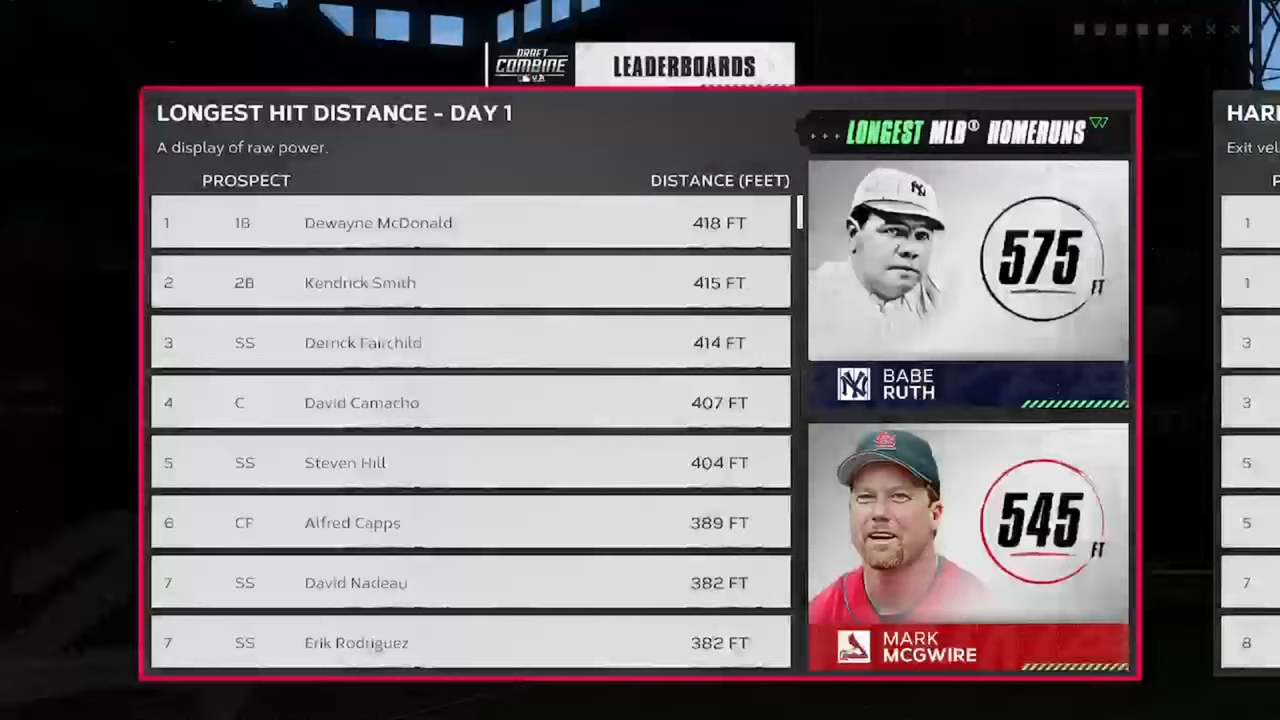 DRAFT
COMBINE
LEADERBOARDS
LONGEST HIT DISTANCE - DAY 1
A display of raw power.
PROSPECT DISTANCE (FEET)
1 1B Dewayne McDonald 418 FT
2 2B Kendrick Smith 415 FT
3 SS Derrick Fairchild 414 FT
4 C David Camacho 407 FT
5 SS Steven Hill 404 FT
6 CF Alfred Capps 389 FT
7 SS David Nadeau 382 FT
7 SS Erik Rodriguez 382 FT
LONGEST MLB® HOMERUNS
575 FT
BABE
RUTH
545 FT
MARK
MCGWIRE
HAR
Exit vel
P
1
1
3
3
5
5
7
8